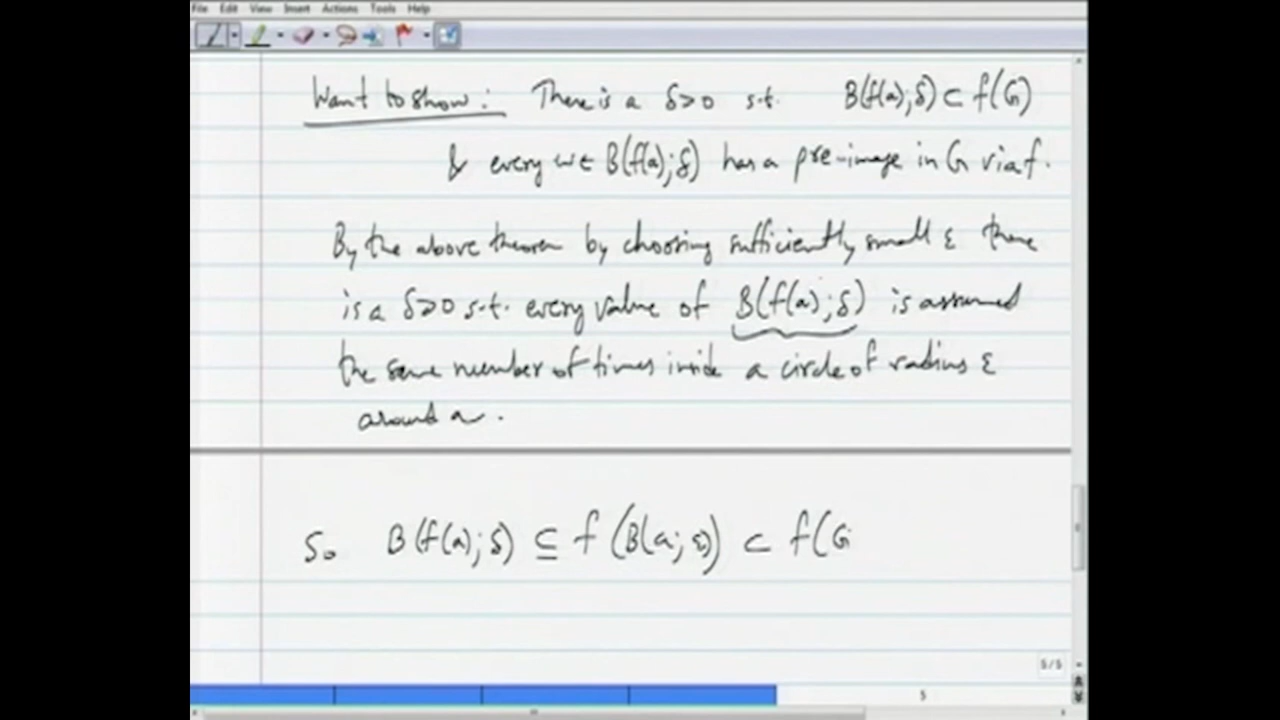 File Edit View Insert Actions Tools Help
Want to show: There is a δ>0 s.t. B(f(a);δ) ⊂ f(G)
& every w∈ B(f(a);δ) has a pre-image in G via f.
By the above theorem by choosing sufficiently small ε there
is a δ>0 s.t. every value of B(f(a);δ) is assumed
the same number of times inside a circle of radius ε
around a.
So B(f(a);δ) ⊆ f(B(a;ε)) ⊂ f(G
5/5
5